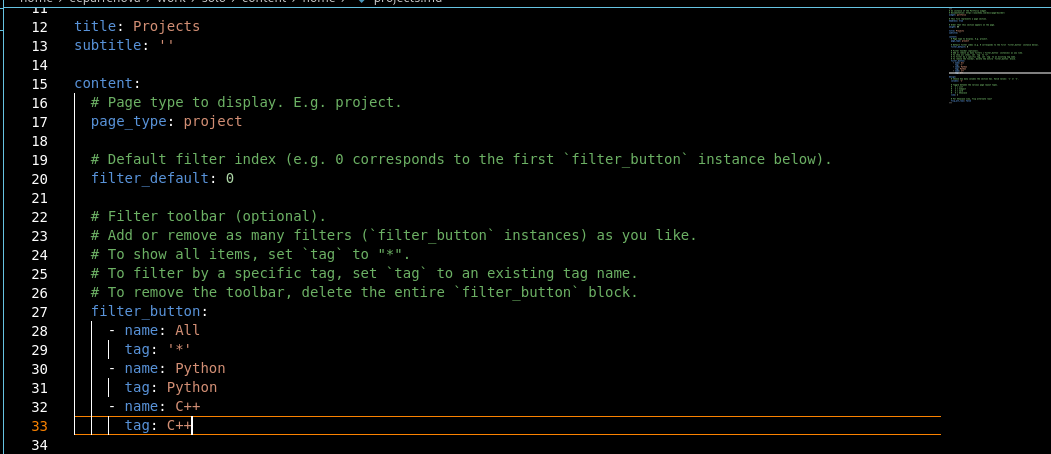 home > ceparrenova > work > solo > content > home > projects.md
11
12 title: Projects
13 subtitle: ''
14
15 content:
16 # Page type to display. E.g. project.
17 page_type: project
18
19 # Default filter index (e.g. 0 corresponds to the first `filter_button` instance below).
20 filter_default: 0
21
22 # Filter toolbar (optional).
23 # Add or remove as many filters (`filter_button` instances) as you like.
24 # To show all items, set `tag` to "*".
25 # To filter by a specific tag, set `tag` to an existing tag name.
26 # To remove the toolbar, delete the entire `filter_button` block.
27 filter_button:
28 - name: All
29 tag: '*'
30 - name: Python
31 tag: Python
32 - name: C++
33 tag: C++
34